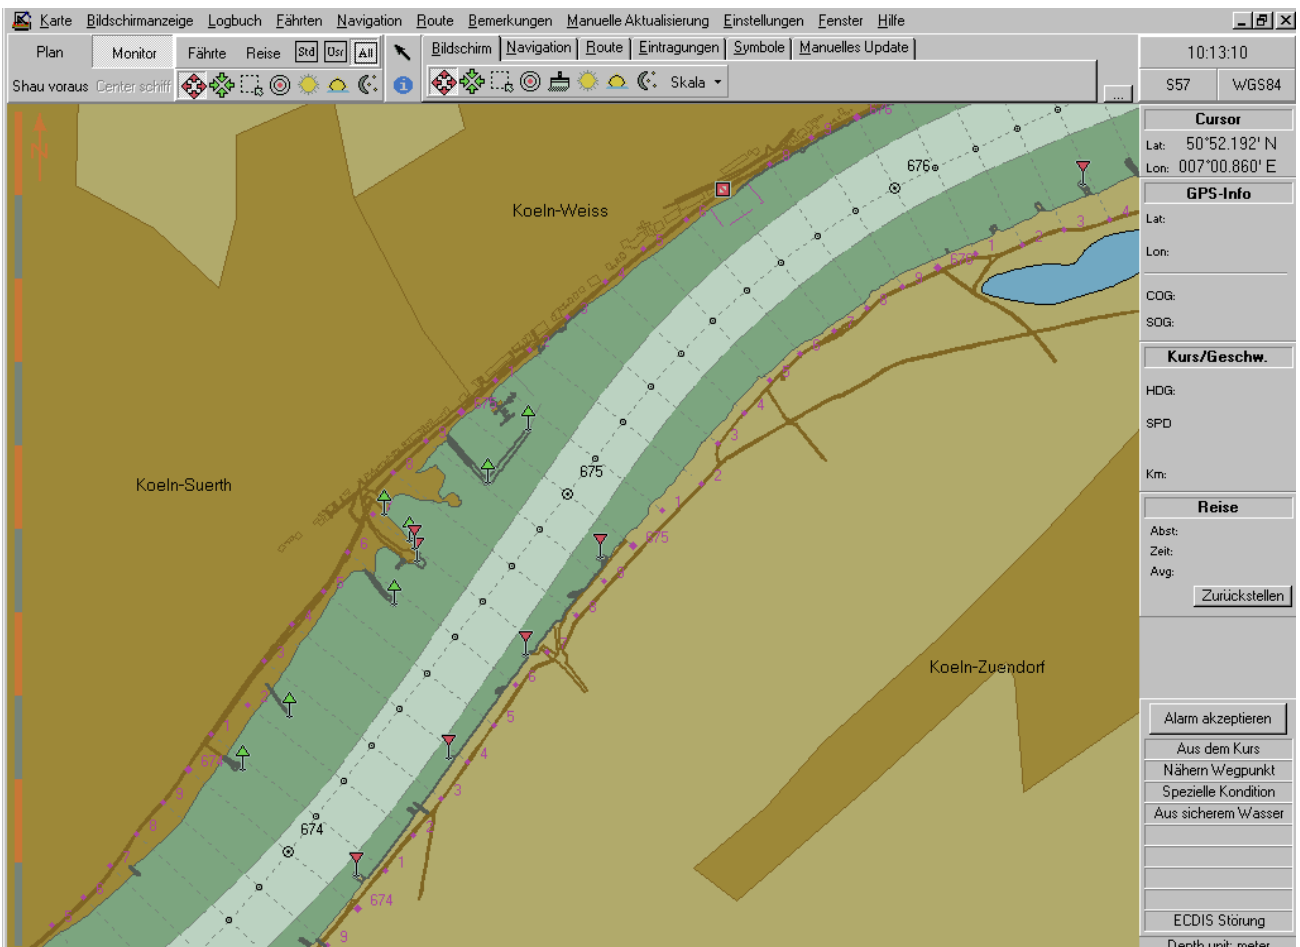 Karte Bildschirmanzeige Logbuch Fährten Navigation Route Bemerkungen Manuelle Aktualisierung Einstellungen Fenster Hilfe
Plan Monitor Fährte Reise Std Usr All
Bildschirm Navigation Route Eintragungen Symbole Manuelles Update
10:13:10
Shau voraus Center schiff
Skala
...
S57 WGS84
Cursor
Lat: 50°52.192' N
Lon: 007°00.860' E
GPS-Info
Lat:
Lon:
COG:
SOG:
Kurs/Geschw.
HDG:
SPD
Km:
Reise
Abst:
Zeit:
Avg:
Zurückstellen
Alarm akzeptieren
Aus dem Kurs
Nähern Wegpunkt
Spezielle Kondition
Aus sicherem Wasser
ECDIS Störung
Depth unit: meter
676
Koeln-Weiss
675
Koeln-Suerth
675
Koeln-Zuendorf
674
674
674